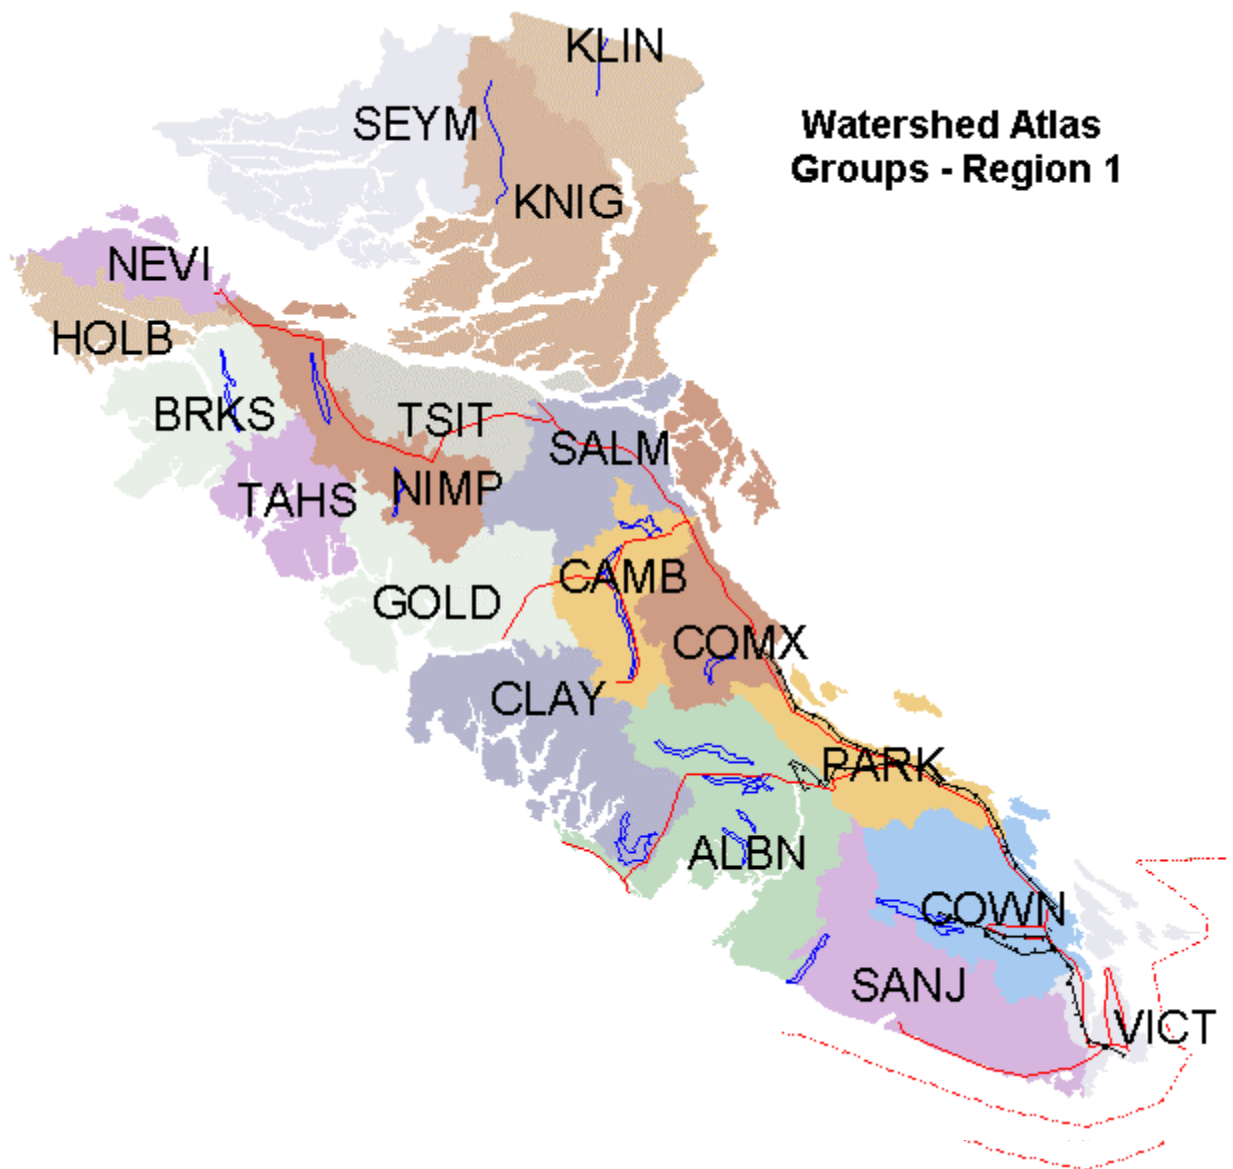 KLIN
Watershed Atlas
Groups - Region 1
SEYM
KNIG
NEVI
HOLB
BRKS
TSIT
SALM
TAHS
NIMP
CAMB
GOLD
COMX
CLAY
PARK
ALBN
COWN
SANJ
VICT